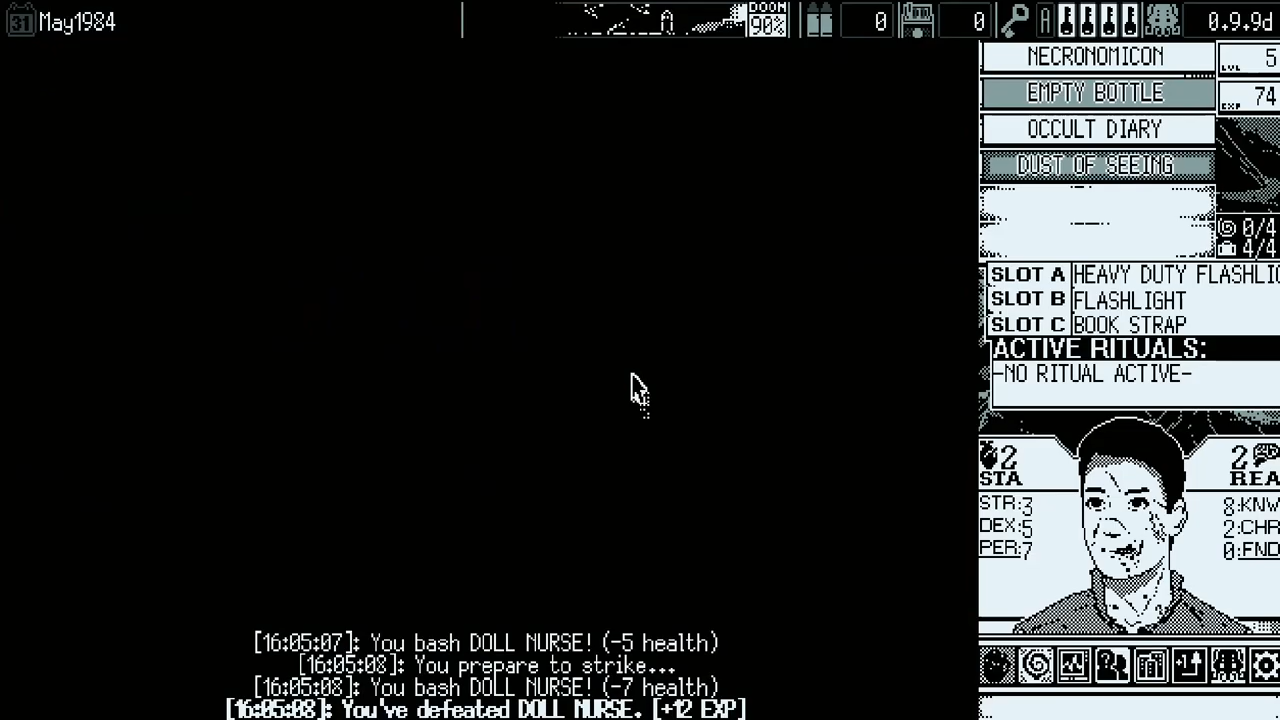 31 May1984
DOOM
90%
0
0
A
0.9.9d
NECRONOMICON
LVL 5
EMPTY BOTTLE
EXP 74
OCCULT DIARY
DUST OF SEEING
0/4
4/4
SLOT A HEAVY DUTY FLASHLIG
SLOT B FLASHLIGHT
SLOT C BOOK STRAP
ACTIVE RITUALS:
-NO RITUAL ACTIVE-
2
STA
2
REA
STR:3
8:KNW
DEX:5
2:CHR
PER:7
0:FND
[16:05:07]: You bash DOLL NURSE! (-5 health)
[16:05:08]: You prepare to strike...
[16:05:08]: You bash DOLL NURSE! (-7 health)
[16:05:08]: You've defeated DOLL NURSE. [+12 EXP]